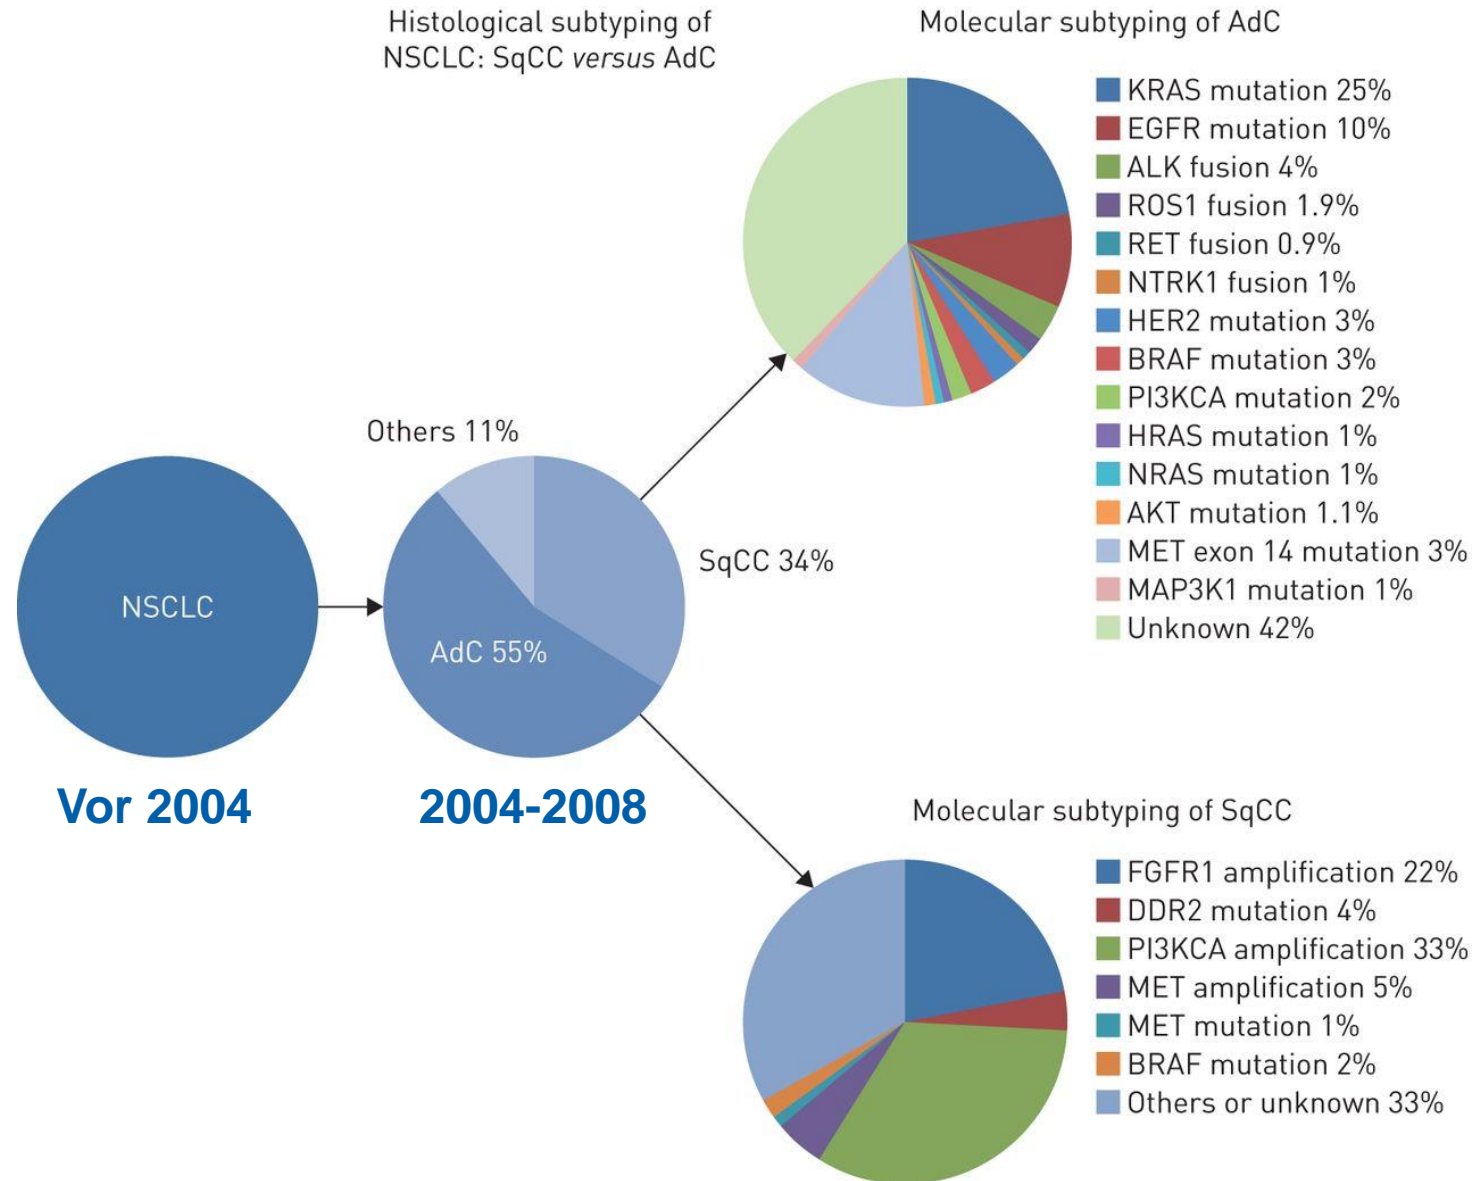 Histological subtyping of
NSCLC: SqCC versus AdC
Molecular subtyping of AdC
KRAS mutation 25%
EGFR mutation 10%
ALK fusion 4%
ROS1 fusion 1.9%
RET fusion 0.9%
NTRK1 fusion 1%
HER2 mutation 3%
BRAF mutation 3%
PI3KCA mutation 2%
HRAS mutation 1%
NRAS mutation 1%
AKT mutation 1.1%
MET exon 14 mutation 3%
MAP3K1 mutation 1%
Unknown 42%
Others 11%
SqCC 34%
NSCLC
AdC 55%
Vor 2004
2004-2008
Molecular subtyping of SqCC
FGFR1 amplification 22%
DDR2 mutation 4%
PI3KCA amplification 33%
MET amplification 5%
MET mutation 1%
BRAF mutation 2%
Others or unknown 33%